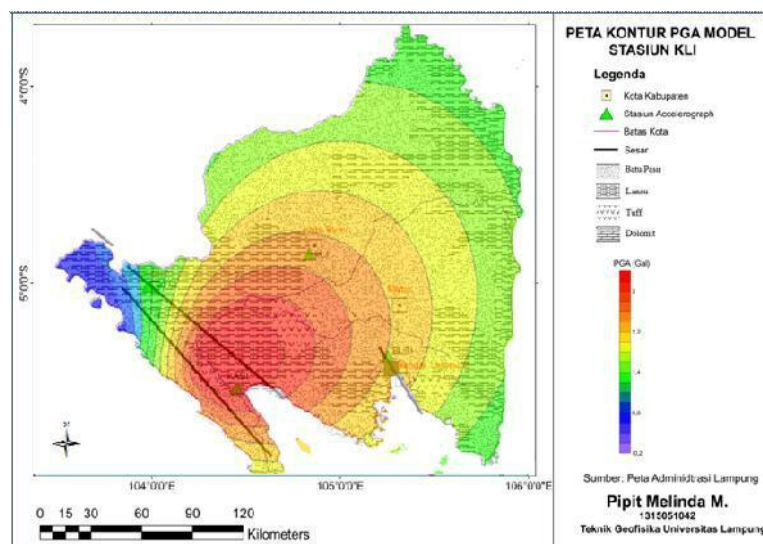 PETA KONTUR PGA MODEL
STASIUN KLI
Legenda
Kota Kabupaten
Stasiun Accelerograph
Batas Kota
Sesar
Batu Pasir
Tuff
Dolomit
PGA (Gal)
Sumber: Peta Adminidtrasi Lampung
Pipit Melinda M.
1315051042
Teknik Geofisika Universitas Lampung
4°0'0"S
5°0'0"S
104°0'0"E
105°0'0"E
106°0'0"E
0 15 30 60 90 120
Kilometers